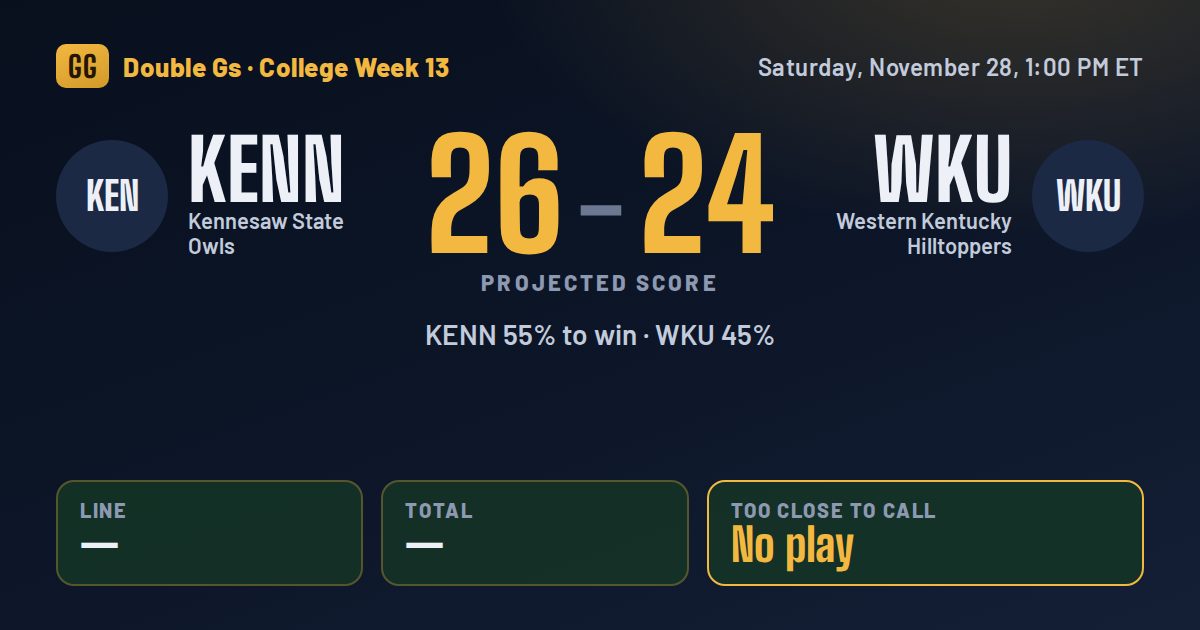 GG
Double Gs · College Week 13
Saturday, November 28, 1:00 PM ET
KEN
KENN
Kennesaw State
Owls
26 – 24
PROJECTED SCORE
KENN 55% to win · WKU 45%
WKU
Western Kentucky
Hilltoppers
WKU
LINE
—
TOTAL
—
TOO CLOSE TO CALL
No play